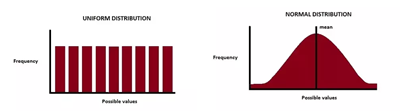 UNIFORM DISTRIBUTION
Frequency
Possible values
NORMAL DISTRIBUTION
mean
Frequency
Possible values